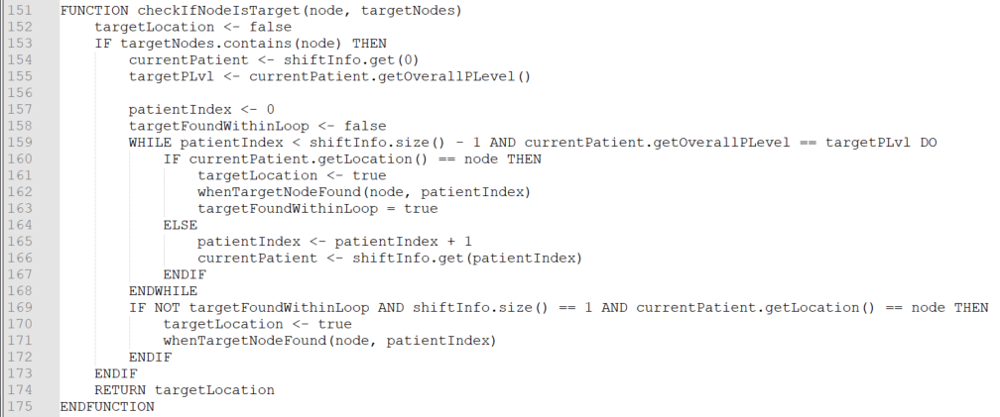 151 FUNCTION checkIfNodeIsTarget(node, targetNodes)
152     targetLocation <- false
153     IF targetNodes.contains(node) THEN
154         currentPatient <- shiftInfo.get(0)
155         targetPLvl <- currentPatient.getOverallPLevel()
156
157         patientIndex <- 0
158         targetFoundWithinLoop <- false
159         WHILE patientIndex < shiftInfo.size() - 1 AND currentPatient.getOverallPLevel == targetPLvl DO
160             IF currentPatient.getLocation() == node THEN
161                 targetLocation <- true
162                 whenTargetNodeFound(node, patientIndex)
163                 targetFoundWithinLoop = true
164             ELSE
165                 patientIndex <- patientIndex + 1
166                 currentPatient <- shiftInfo.get(patientIndex)
167             ENDIF
168         ENDWHILE
169         IF NOT targetFoundWithinLoop AND shiftInfo.size() == 1 AND currentPatient.getLocation() == node THEN
170             targetLocation <- true
171             whenTargetNodeFound(node, patientIndex)
172         ENDIF
173     ENDIF
174     RETURN targetLocation
175 ENDFUNCTION